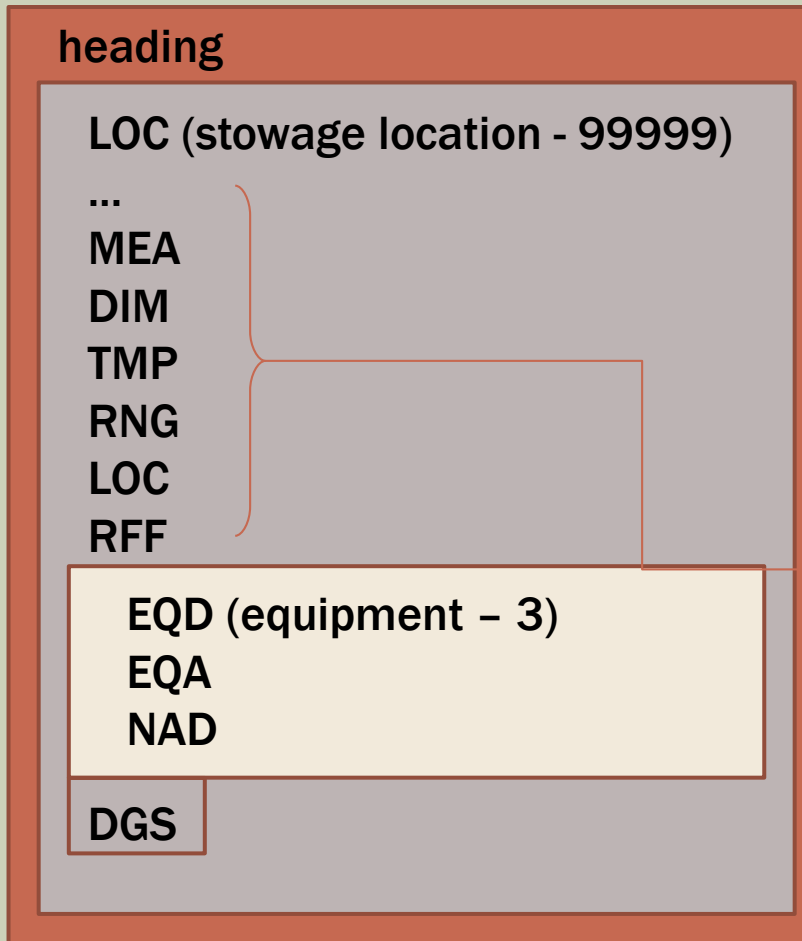 heading
LOC (stowage location - 99999)
...
MEA
DIM
TMP
RNG
LOC
RFF
EQD (equipment – 3)
EQA
NAD
DGS